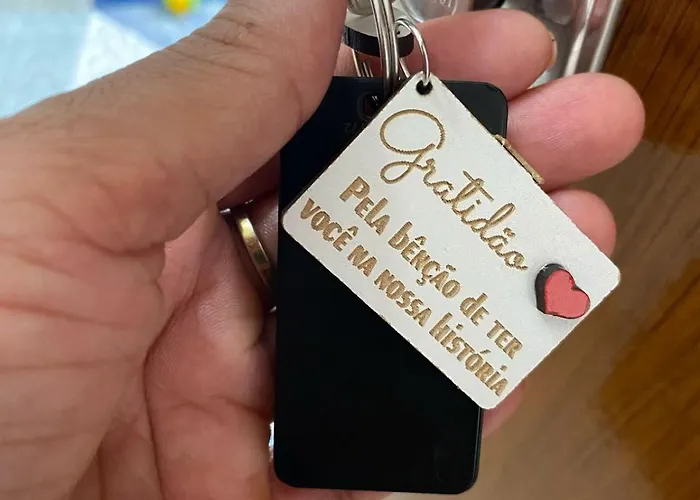 Gratidão
PELA bênção de TER
VOCÊ NA NOSSA HISTÓRIA